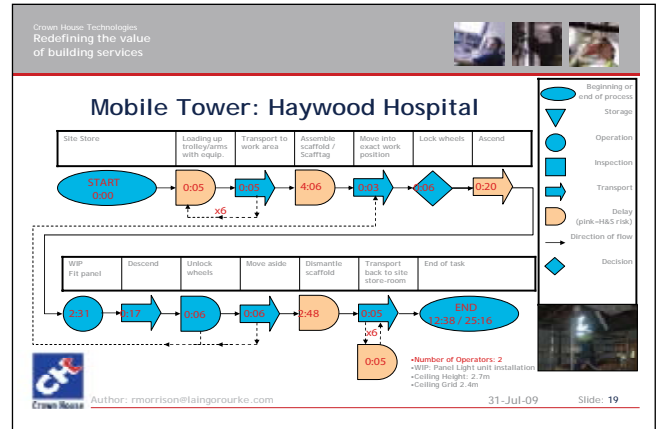 Crown House Technologies
Redefining the value
of building services
Mobile Tower: Haywood Hospital
Site Store
Loading up
trolley/arms
with equip.
Transport to
work area
Assemble
scaffold /
Scafftag
Move into
exact work
position
Lock wheels
Ascend
START
0:00
0:05
0:05
4:06
0:03
0:06
0:20
x6
WIP
Fit panel
Descend
Unlock
wheels
Move aside
Dismantle
scaffold
Transport
back to site
store-room
End of task
2:31
0:17
0:06
0:06
2:48
0:05
x6
0:05
END
12:38 / 25:16
Beginning or
end of process
Storage
Operation
Inspection
Transport
Delay
(pink=H&S risk)
Direction of flow
Decision
•Number of Operators: 2
•WIP: Panel Light unit installation
•Ceiling Height: 2.7m
•Ceiling Grid 2.4m
CH
Crown House
Author: rmorrison@laingorourke.com
31-Jul-09
Slide: 19